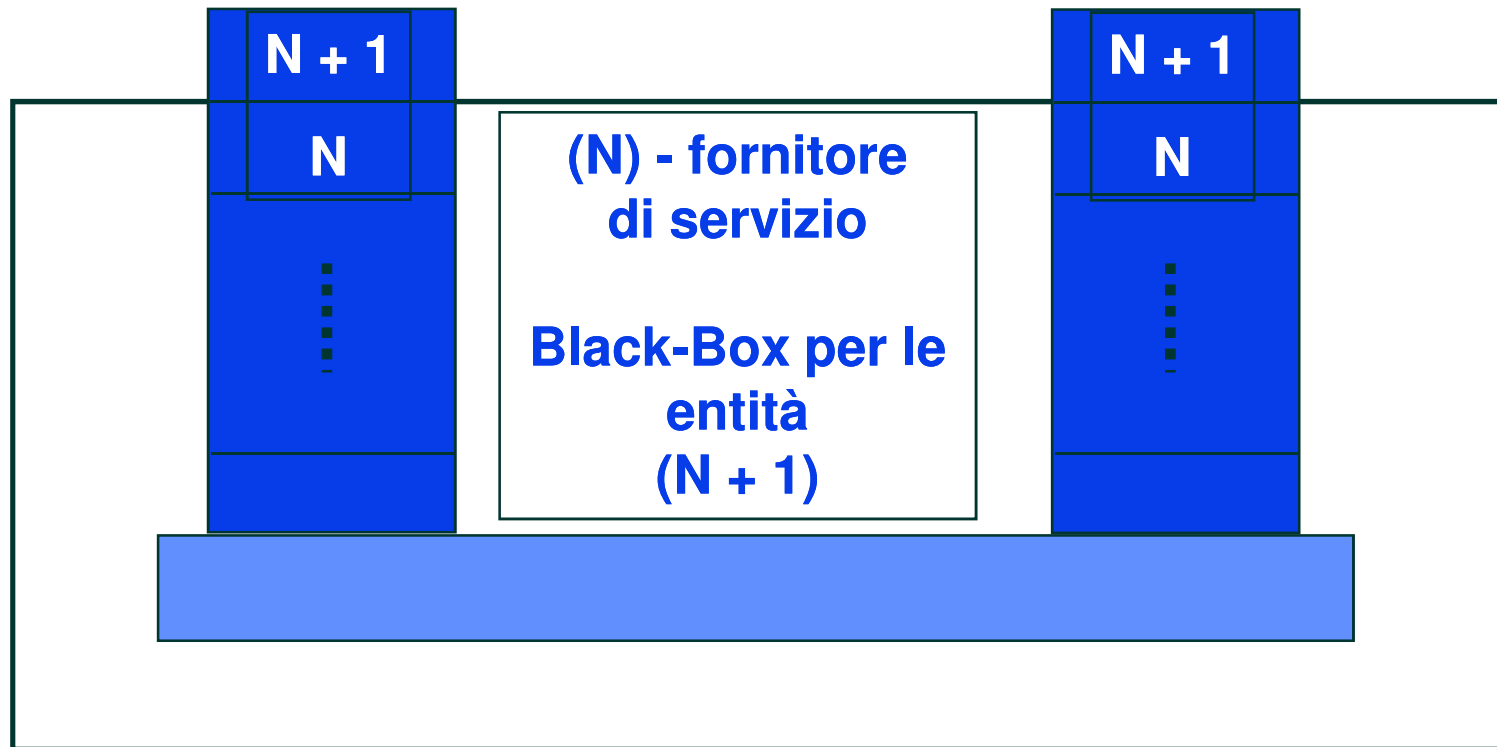 N + 1
N
(N) - fornitore
di servizio
Black-Box per le
entità
(N + 1)
N + 1
N